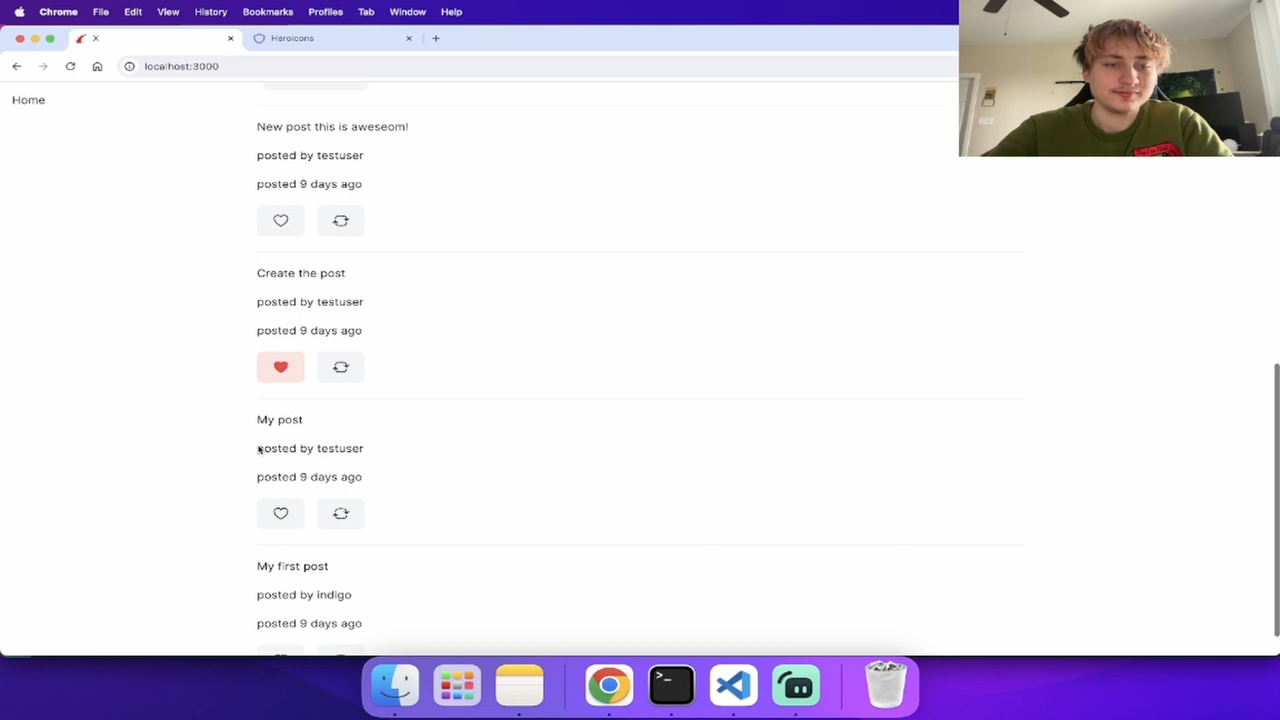 Chrome File Edit View History Bookmarks Profiles Tab Window Help
Heroicons
localhost:3000
Home
New post this is aweseom!
posted by testuser
posted 9 days ago
Create the post
posted by testuser
posted 9 days ago
My post
posted by testuser
posted 9 days ago
My first post
posted by indigo
posted 9 days ago